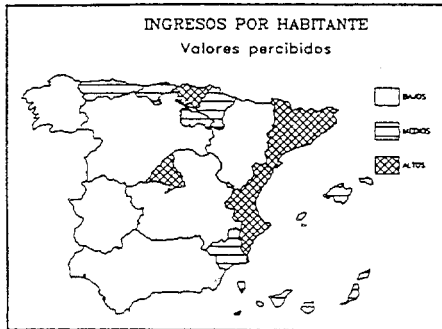 INGRESOS POR HABITANTE
Valores percibidos
BAJOS
MEDIOS
ALTOS